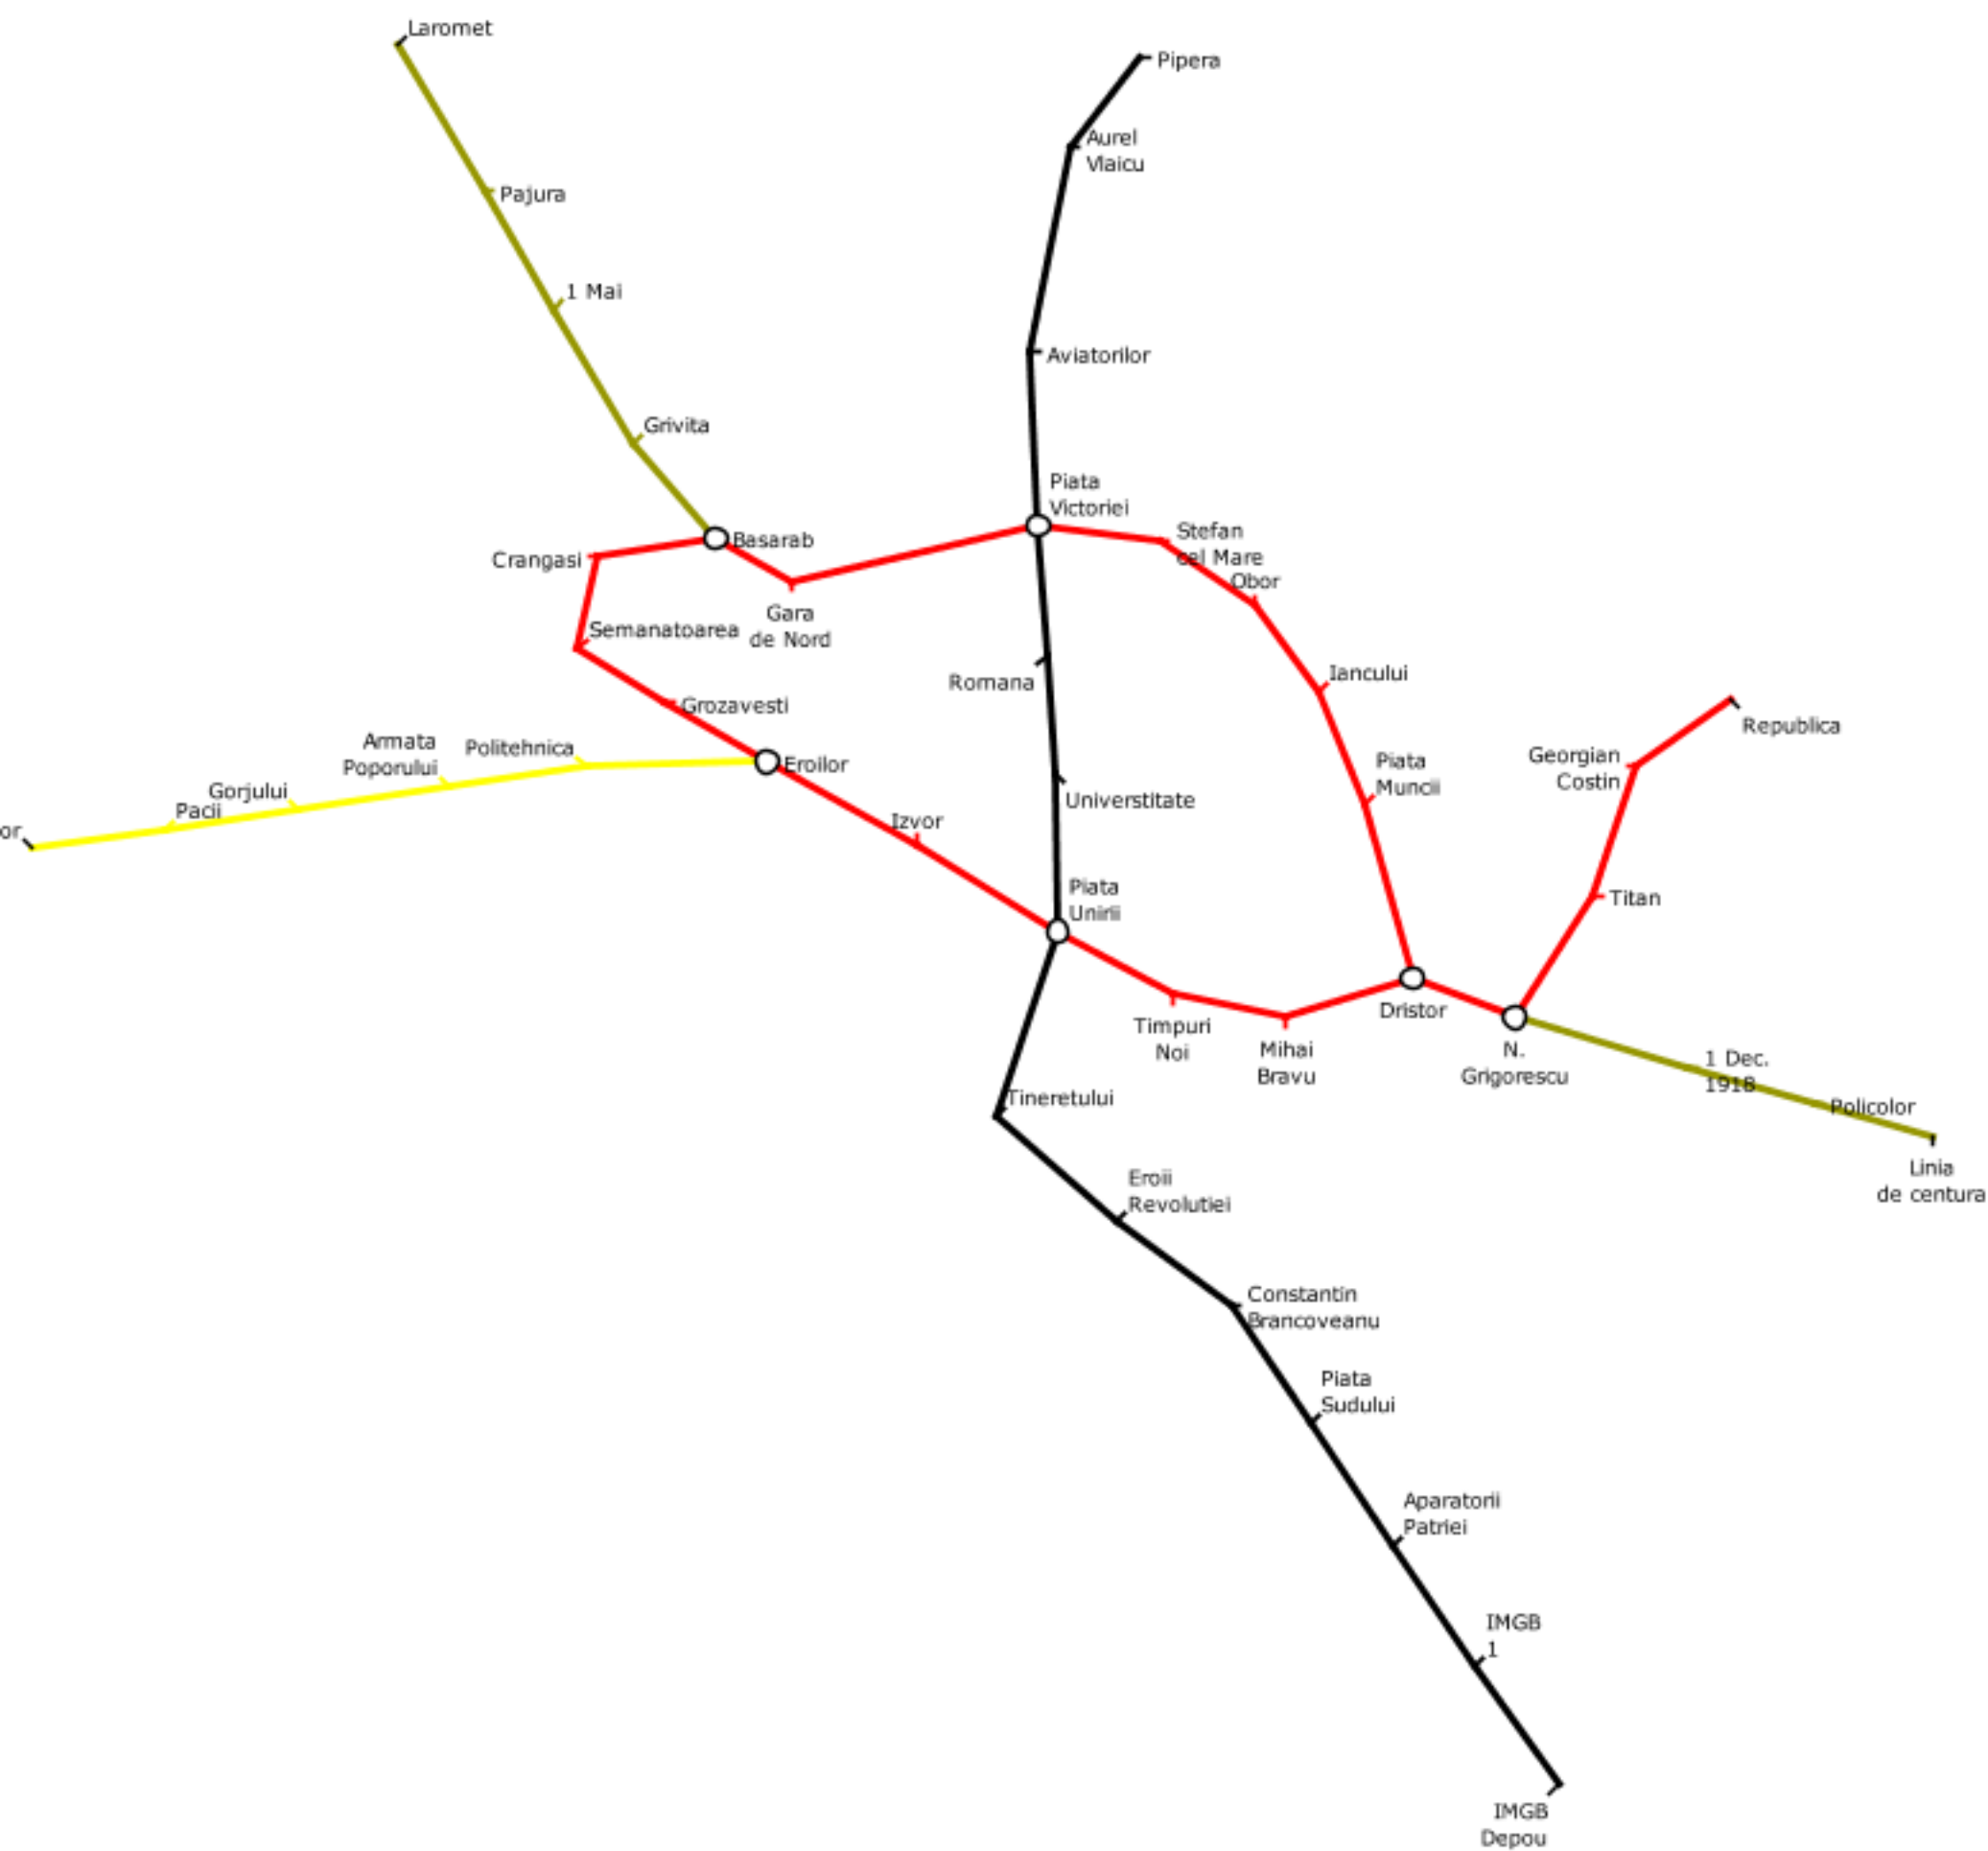 Laromet
Pipera
Aurel
Vlaicu
Pajura
1 Mai
Aviatorilor
Grivita
Piata
Victoriei
Stefan
cel Mare
Basarab
Crangasi
Obor
Gara
de Nord
Semanatoarea
Iancului
Romana
Grozavesti
Republica
Armata
Poporului
Politehnica
Eroilor
Georgian
Costin
Piata
Muncii
Gorjului
Pacii
Universtitate
Izvor
or
Piata
Unirii
Titan
Dristor
Timpuri
Noi
Mihai
Bravu
N.
Grigorescu
1 Dec.
1918
Policolor
Tineretului
Linia
de centura
Eroii
Revolutiei
Constantin
Brancoveanu
Piata
Sudului
Aparatorii
Patriei
IMGB
1
IMGB
Depou